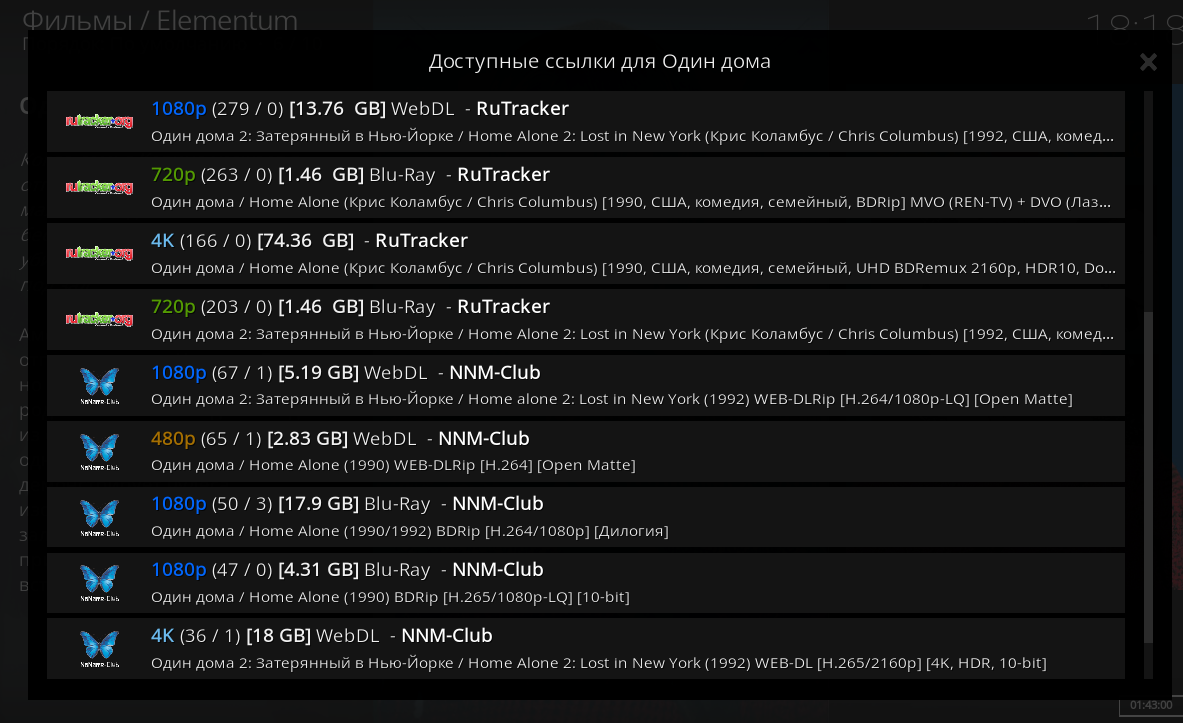 Фильмы / Elementum
18:18
Доступные ссылки для Один дома
1080p (279 / 0) [13.76 GB] WebDL - RuTracker
Один дома 2: Затерянный в Нью-Йорке / Home Alone 2: Lost in New York (Крис Коламбус / Chris Columbus) [1992, США, комед...
rutracker.org
720p (263 / 0) [1.46 GB] Blu-Ray - RuTracker
Один дома / Home Alone (Крис Коламбус / Chris Columbus) [1990, США, комедия, семейный, BDRip] MVO (REN-TV) + DVO (Лаз...
rutracker.org
4K (166 / 0) [74.36 GB] - RuTracker
Один дома / Home Alone (Крис Коламбус / Chris Columbus) [1990, США, комедия, семейный, UHD BDRemux 2160p, HDR10, Do...
rutracker.org
720p (203 / 0) [1.46 GB] Blu-Ray - RuTracker
Один дома 2: Затерянный в Нью-Йорке / Home Alone 2: Lost in New York (Крис Коламбус / Chris Columbus) [1992, США, комед...
rutracker.org
1080p (67 / 1) [5.19 GB] WebDL - NNM-Club
Один дома 2: Затерянный в Нью-Йорке / Home alone 2: Lost in New York (1992) WEB-DLRip [H.264/1080p-LQ] [Open Matte]
NoNaMe-Club
480p (65 / 1) [2.83 GB] WebDL - NNM-Club
Один дома / Home Alone (1990) WEB-DLRip [H.264] [Open Matte]
NoNaMe-Club
1080p (50 / 3) [17.9 GB] Blu-Ray - NNM-Club
Один дома / Home Alone (1990/1992) BDRip [H.264/1080p] [Дилогия]
NoNaMe-Club
1080p (47 / 0) [4.31 GB] Blu-Ray - NNM-Club
Один дома / Home Alone (1990) BDRip [H.265/1080p-LQ] [10-bit]
NoNaMe-Club
4K (36 / 1) [18 GB] WebDL - NNM-Club
Один дома 2: Затерянный в Нью-Йорке / Home Alone 2: Lost in New York (1992) WEB-DL [H.265/2160p] [4K, HDR, 10-bit]
NoNaMe-Club
01:43:00